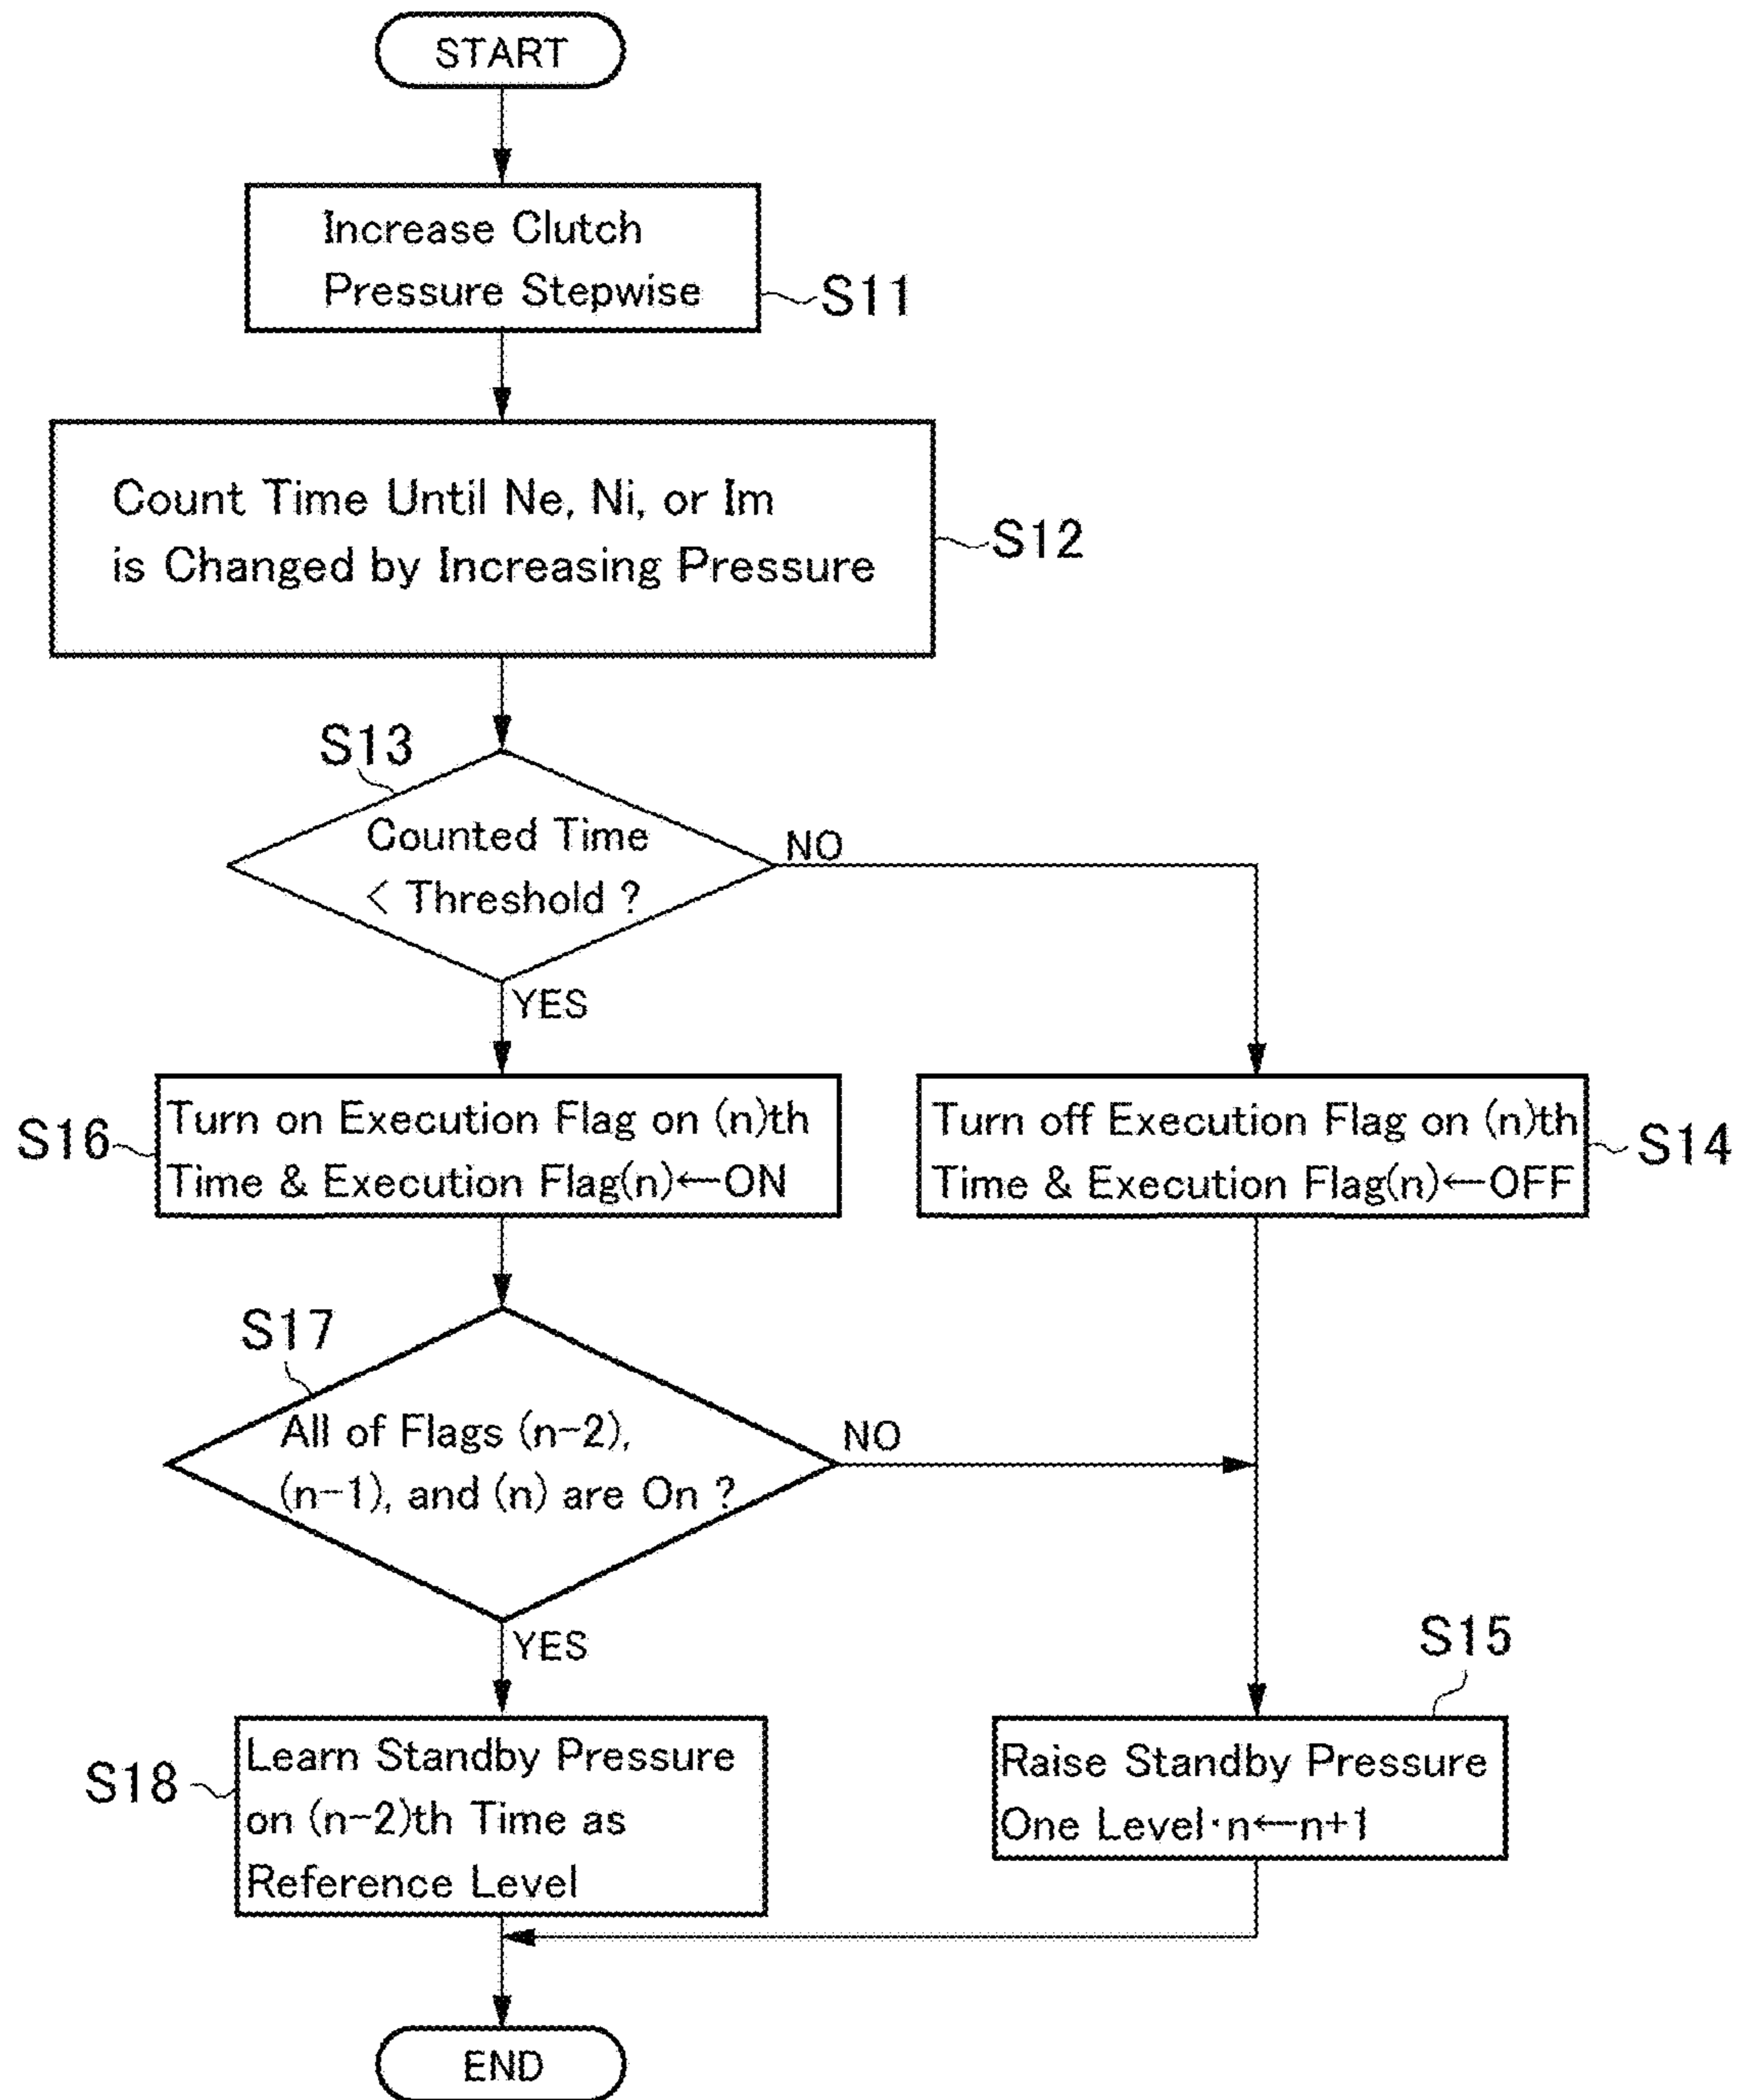 START
Increase Clutch
Pressure Stepwise
S11
Count Time Until Ne, Ni, or Im
is Changed by Increasing Pressure
S12
S13
Counted Time
< Threshold ?
NO
YES
S16
Turn on Execution Flag on (n)th
Time & Execution Flag(n)←ON
Turn off Execution Flag on (n)th
Time & Execution Flag(n)←OFF
S14
S17
All of Flags (n-2),
(n-1), and (n) are On ?
NO
YES
S15
S18
Learn Standby Pressure
on (n-2)th Time as
Reference Level
Raise Standby Pressure
One Level·n←n+1
END